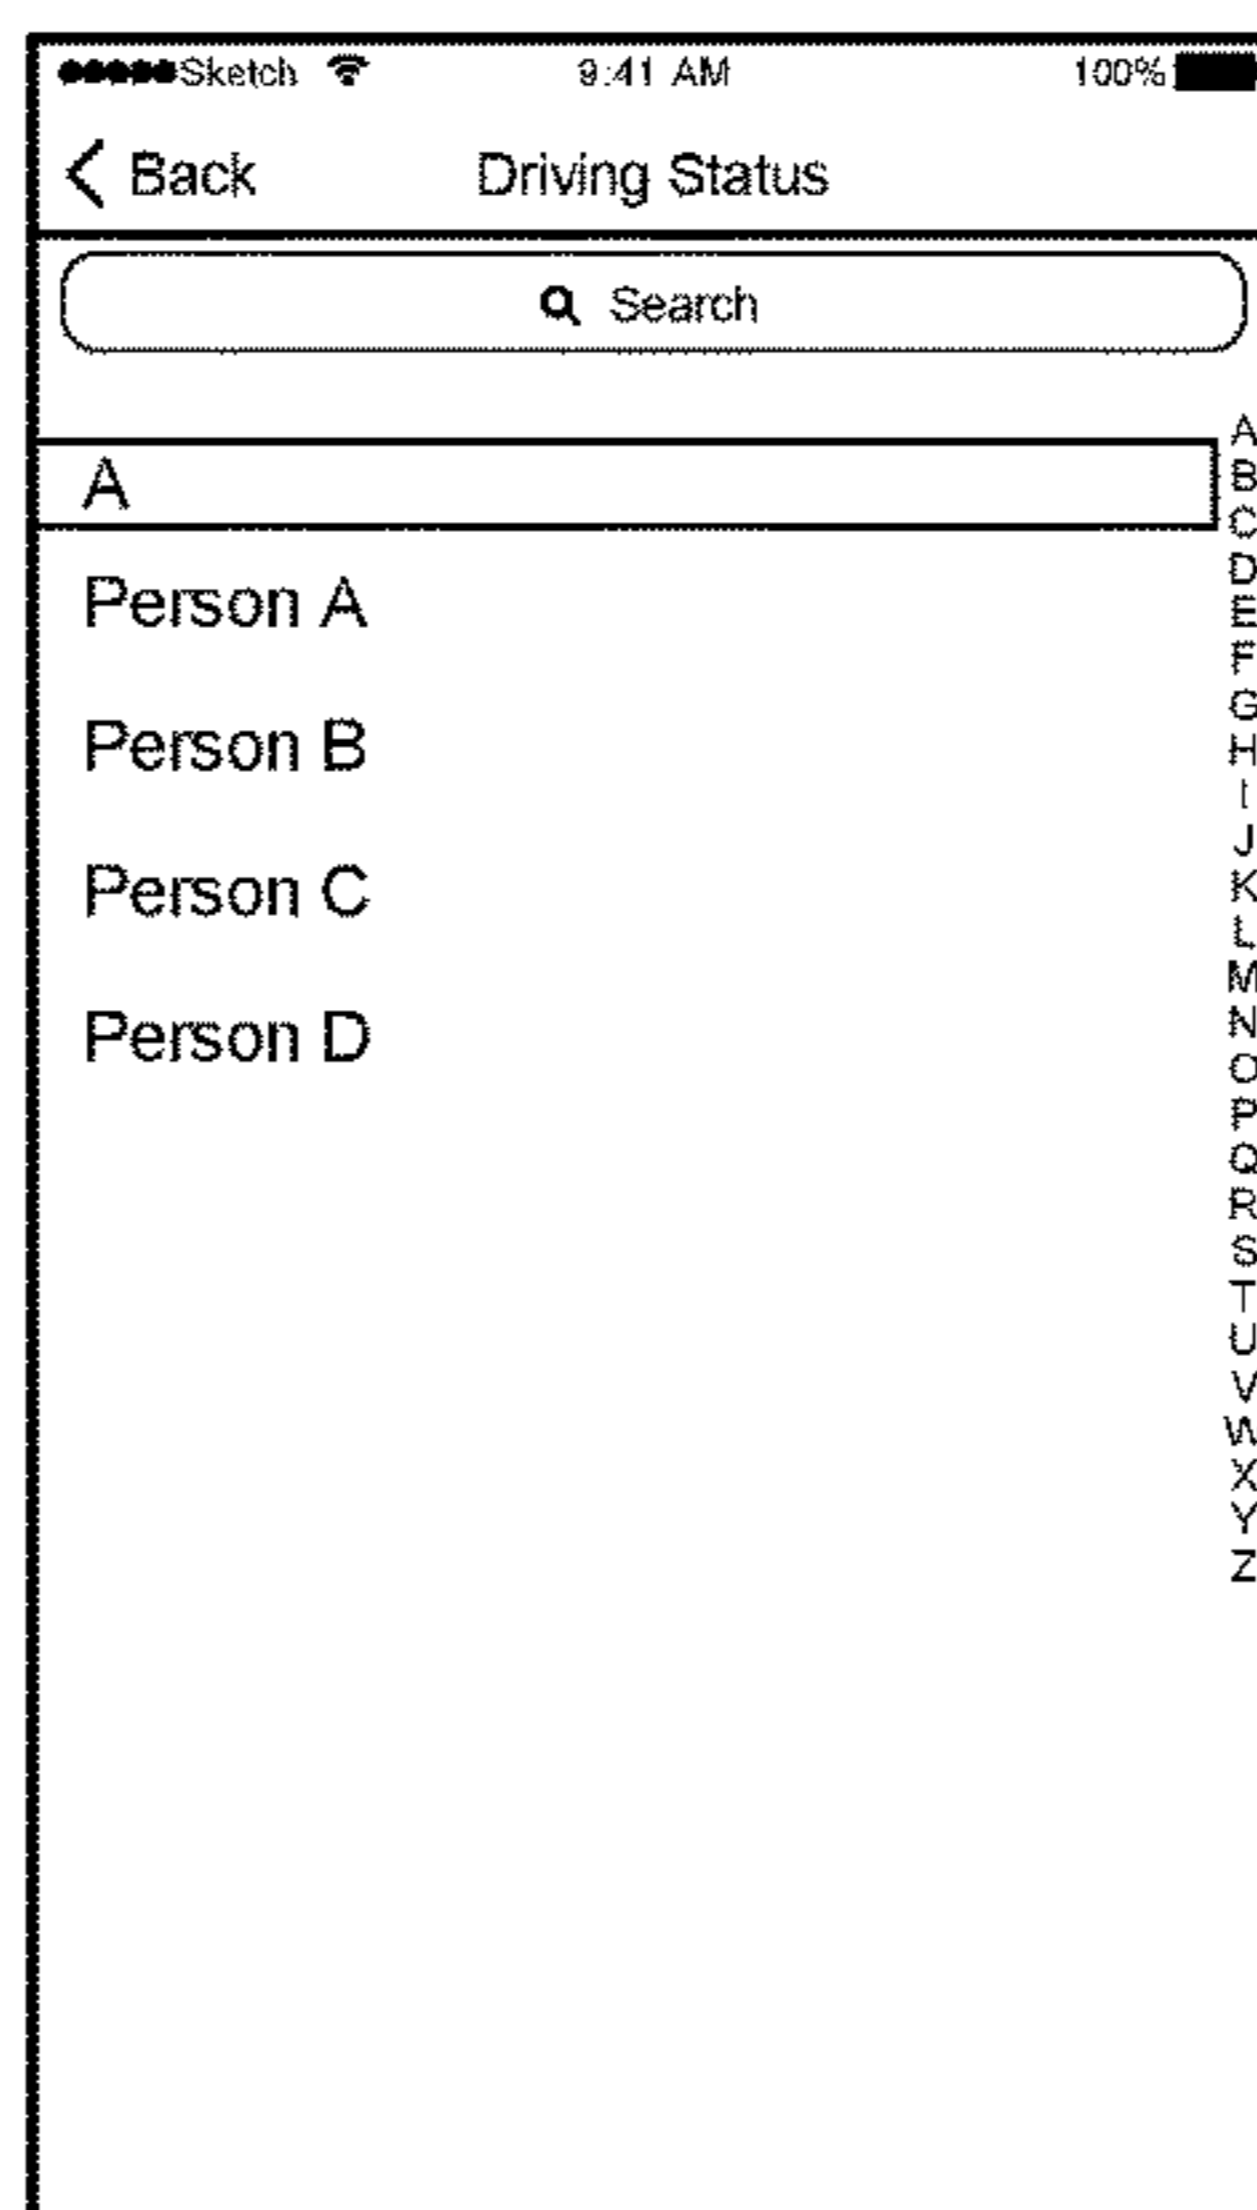 Sketch 9:41 AM 100%
Back Driving Status
Search
A
Person A
Person B
Person C
Person D
A
B
C
D
E
F
G
H
I
J
K
L
M
N
O
P
Q
R
S
T
U
V
W
X
Y
Z